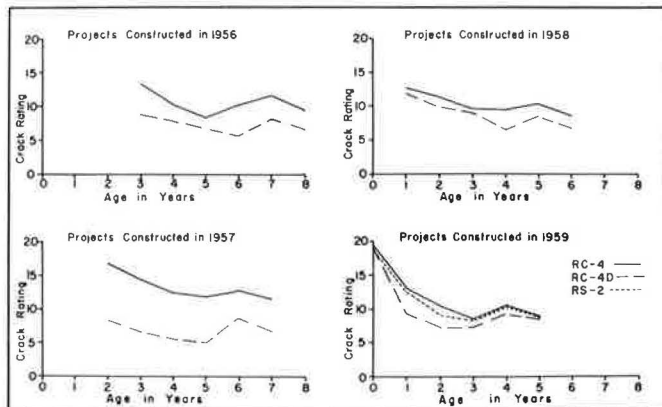 Projects Constructed in 1956
20
15
10
5
0
Crack Rating
0 1 2 3 4 5 6 7 8
Age in Years
Projects Constructed in 1958
20
15
10
5
0
Crack Rating
0 1 2 3 4 5 6 7 8
Age in Years
Projects Constructed in 1957
20
15
10
5
0
Crack Rating
0 1 2 3 4 5 6 7 8
Age in Years
Projects Constructed in 1959
20
15
10
5
0
Crack Rating
0 1 2 3 4 5 6 7 8
Age in Years
RC-4
RC-4D
RS-2